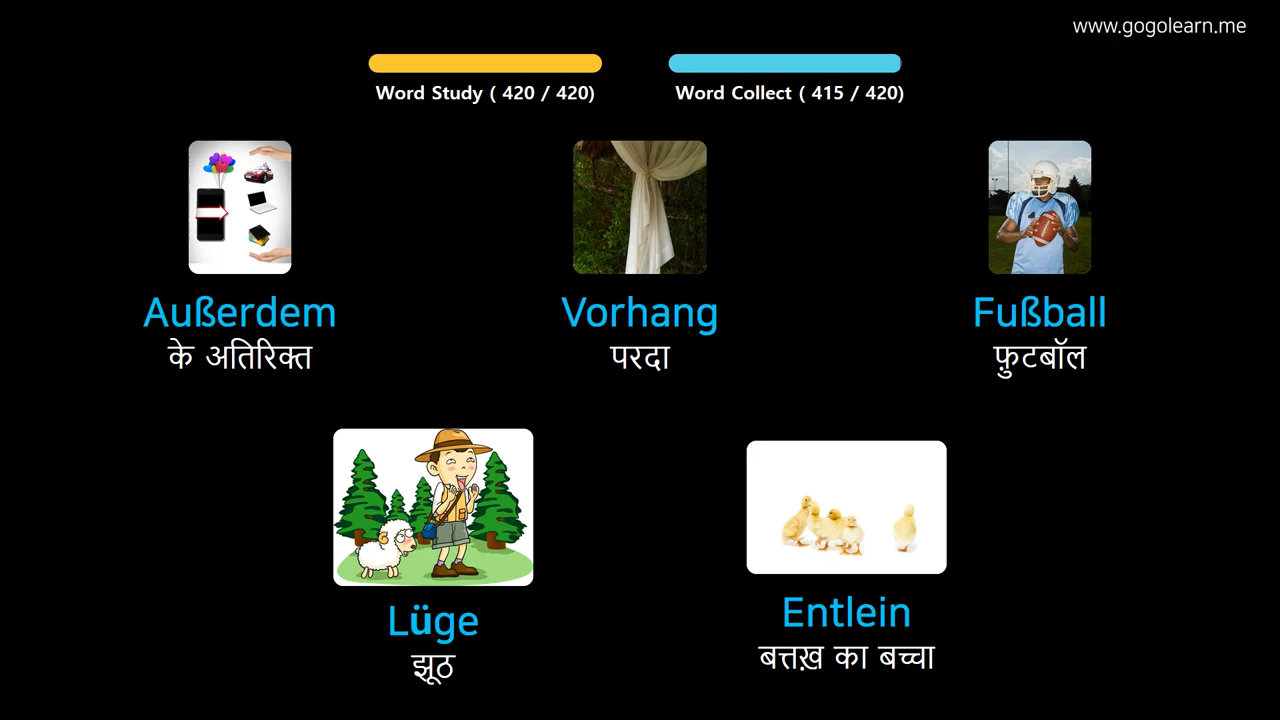 www.gogolearn.me
Word Study ( 420 / 420)
Word Collect ( 415 / 420)
Außerdem
के अतिरिक्त
Vorhang
परदा
Fußball
फ़ुटबॉल
Lüge
झूठ
Entlein
बत्तख़ का बच्चा